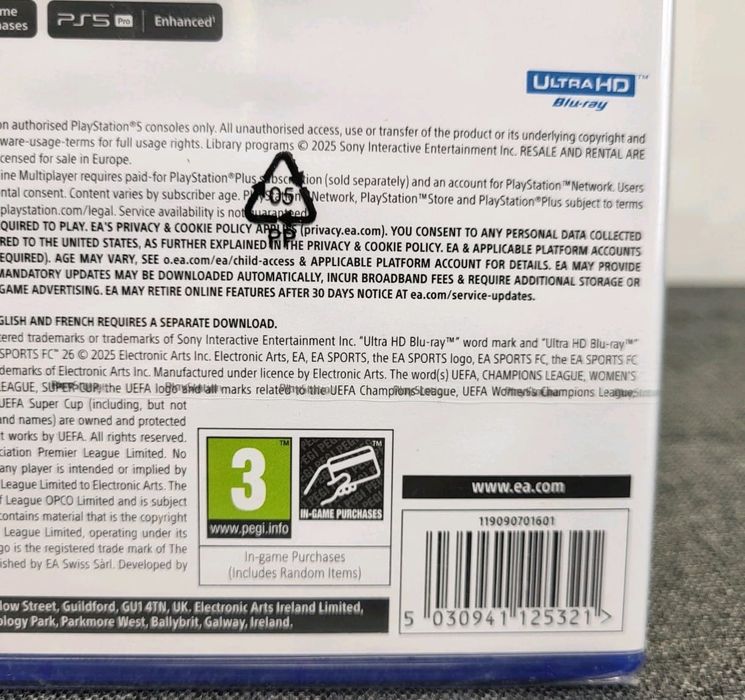 me
ases
PS5 Pro Enhanced
ULTRA HD™
Blu-ray
on authorised PlayStation®5 consoles only. All unauthorised access, use or transfer of the product or its underlying copyright and
ware-usage-terms for full usage rights. Library programs © 2025 Sony Interactive Entertainment Inc. RESALE AND RENTAL ARE
censed for sale in Europe.
ine Multiplayer requires paid-for PlayStation®Plus subscription (sold separately) and an account for PlayStation™Network. Users
ntal consent. Content varies by subscriber age. PlayStation Network, PlayStation™Store and PlayStation®Plus subject to terms
playstation.com/legal. Service availability is not guaranteed.
05
PP
QUIRED TO PLAY. EA'S PRIVACY & COOKIE POLICY APPLIES (privacy.ea.com). YOU CONSENT TO ANY PERSONAL DATA COLLECTED
RED TO THE UNITED STATES, AS FURTHER EXPLAINED IN THE PRIVACY & COOKIE POLICY. EA & APPLICABLE PLATFORM ACCOUNTS
EQUIRED). AGE MAY VARY, SEE o.ea.com/ea/child-access & APPLICABLE PLATFORM ACCOUNT FOR DETAILS. EA MAY PROVIDE
MANDATORY UPDATES MAY BE DOWNLOADED AUTOMATICALLY, INCUR BROADBAND FEES & REQUIRE ADDITIONAL STORAGE OR
GAME ADVERTISING. EA MAY RETIRE ONLINE FEATURES AFTER 30 DAYS NOTICE AT ea.com/service-updates.
GLISH AND FRENCH REQUIRES A SEPARATE DOWNLOAD.
ered trademarks or trademarks of Sony Interactive Entertainment Inc. "Ultra HD Blu-ray™" word mark and "Ultra HD Blu-ray™"
SPORTS FC™ 26 © 2025 Electronic Arts Inc. Electronic Arts, EA, EA SPORTS, the EA SPORTS logo, EA SPORTS FC, the EA SPORTS FC
demarks of Electronic Arts Inc. Manufactured under licence by Electronic Arts. The word(s) UEFA, CHAMPIONS LEAGUE, WOMEN'S
EAGUE, SUPER CUP, the UEFA logo and all marks related to the UEFA Champions League, UEFA Women's Champions League,
UEFA Super Cup (including, but not
and names) are owned and protected
t works by UEFA. All rights reserved.
ciation Premier League Limited. No
any player is intended or implied by
League Limited to Electronic Arts. The
f League OPCO Limited and is subject
contains material that is the copyright
League Limited, operating under its
go is the registered trade mark of The
ished by EA Swiss Sàrl. Developed by
3
www.pegi.info
IN-GAME PURCHASES
In-game Purchases
(Includes Random Items)
www.ea.com
119090701601
5 030941 125321 >
low Street, Guildford, GU1 4TN, UK. Electronic Arts Ireland Limited,
ology Park, Parkmore West, Ballybrit, Galway, Ireland.